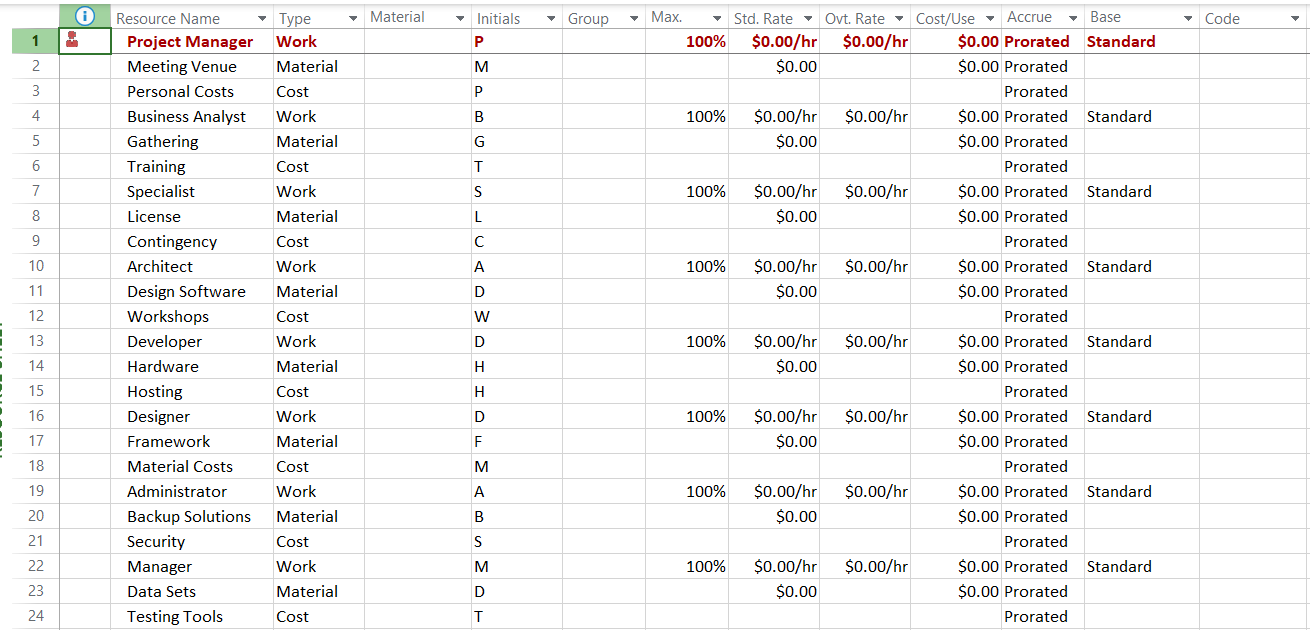 Resource Name Type Material Initials Group Max. Std. Rate Ovt. Rate Cost/Use Accrue Base Code
1 Project Manager Work P 100% $0.00/hr $0.00/hr $0.00 Prorated Standard
2 Meeting Venue Material M $0.00 $0.00 Prorated
3 Personal Costs Cost P Prorated
4 Business Analyst Work B 100% $0.00/hr $0.00/hr $0.00 Prorated Standard
5 Gathering Material G $0.00 $0.00 Prorated
6 Training Cost T Prorated
7 Specialist Work S 100% $0.00/hr $0.00/hr $0.00 Prorated Standard
8 License Material L $0.00 $0.00 Prorated
9 Contingency Cost C Prorated
10 Architect Work A 100% $0.00/hr $0.00/hr $0.00 Prorated Standard
11 Design Software Material D $0.00 $0.00 Prorated
12 Workshops Cost W Prorated
13 Developer Work D 100% $0.00/hr $0.00/hr $0.00 Prorated Standard
14 Hardware Material H $0.00 $0.00 Prorated
15 Hosting Cost H Prorated
16 Designer Work D 100% $0.00/hr $0.00/hr $0.00 Prorated Standard
17 Framework Material F $0.00 $0.00 Prorated
18 Material Costs Cost M Prorated
19 Administrator Work A 100% $0.00/hr $0.00/hr $0.00 Prorated Standard
20 Backup Solutions Material B $0.00 $0.00 Prorated
21 Security Cost S Prorated
22 Manager Work M 100% $0.00/hr $0.00/hr $0.00 Prorated Standard
23 Data Sets Material D $0.00 $0.00 Prorated
24 Testing Tools Cost T Prorated